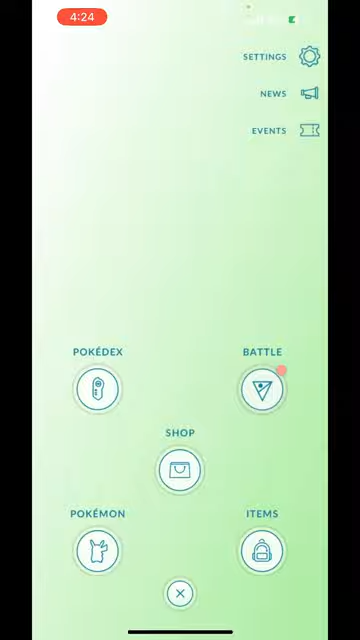 4:24
SETTINGS
NEWS
EVENTS
POKÉDEX
BATTLE
SHOP
POKÉMON
ITEMS